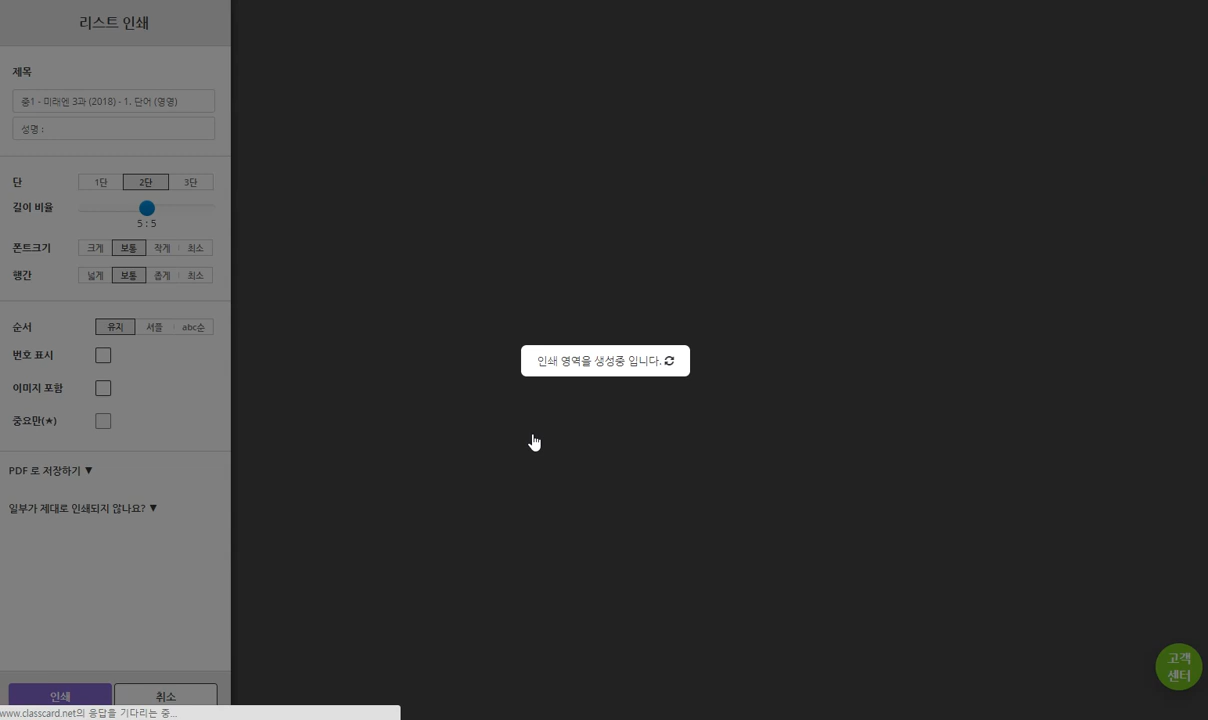 리스트 인쇄
제목
중1 - 미래엔 3과 (2018) - 1. 단어 (영영)
성명 :
단 1단 2단 3단
길이 비율
5 : 5
폰트크기 크게 보통 작게 최소
행간 넓게 보통 좁게 최소
순서 유지 셔플 abc순
번호 표시
이미지 포함
중요만(★)
PDF 로 저장하기 ▼
일부가 제대로 인쇄되지 않나요? ▼
인쇄 영역을 생성중 입니다.
고객
센터
인쇄 취소
www.classcard.net의 응답을 기다리는 중...